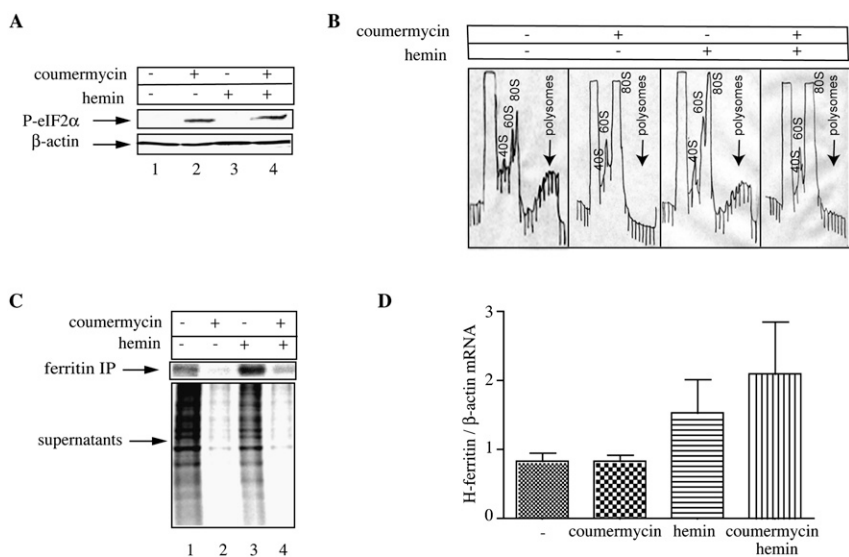 A
coumermycin - + - +
hemin - - + +
P-eIF2α
β-actin
1 2 3 4
B
coumermycin - + - +
hemin - - + +
40S 60S 80S polysomes
40S 60S 80S polysomes
40S 60S 80S polysomes
40S 60S 80S polysomes
C
coumermycin - + - +
hemin - - + +
ferritin IP
supernatants
1 2 3 4
D
H-ferritin / β-actin mRNA
3
2
1
0
- coumermycin hemin coumermycin
hemin